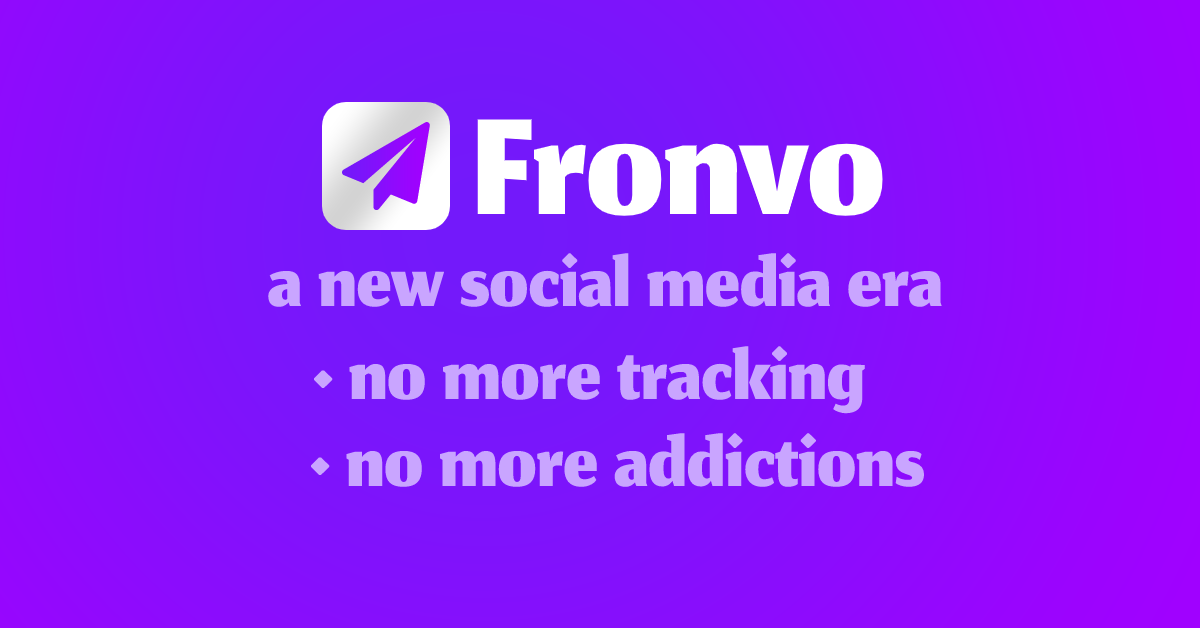 Fronvo
a new social media era
· no more tracking
· no more addictions